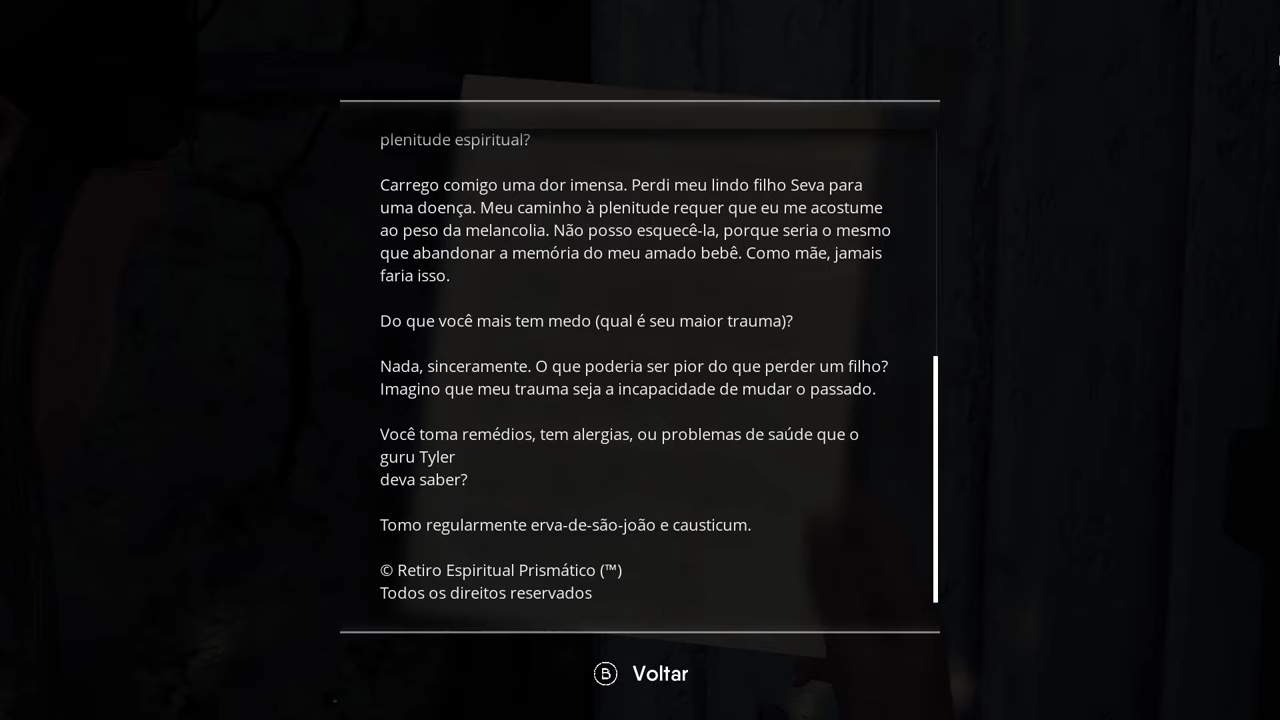 plenitude espiritual?
Carrego comigo uma dor imensa. Perdi meu lindo filho Seva para
uma doença. Meu caminho à plenitude requer que eu me acostume
ao peso da melancolia. Não posso esquecê-la, porque seria o mesmo
que abandonar a memória do meu amado bebê. Como mãe, jamais
faria isso.
Do que você mais tem medo (qual é seu maior trauma)?
Nada, sinceramente. O que poderia ser pior do que perder um filho?
Imagino que meu trauma seja a incapacidade de mudar o passado.
Você toma remédios, tem alergias, ou problemas de saúde que o
guru Tyler
deva saber?
Tomo regularmente erva-de-são-joão e causticum.
© Retiro Espiritual Prismático (™)
Todos os direitos reservados
B Voltar